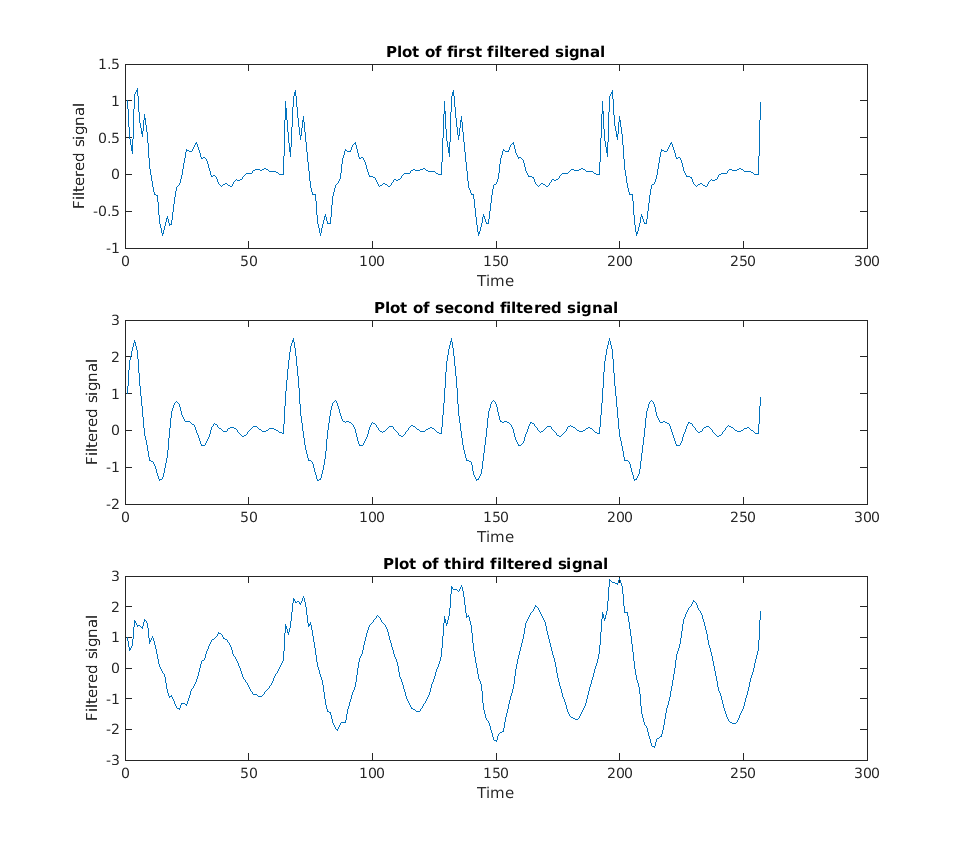 Plot of first filtered signal
1.5
1
0.5
0
-0.5
-1
Filtered signal
0 50 100 150 200 250 300
Time
Plot of second filtered signal
3
2
1
0
-1
-2
Filtered signal
0 50 100 150 200 250 300
Time
Plot of third filtered signal
3
2
1
0
-1
-2
-3
Filtered signal
0 50 100 150 200 250 300
Time